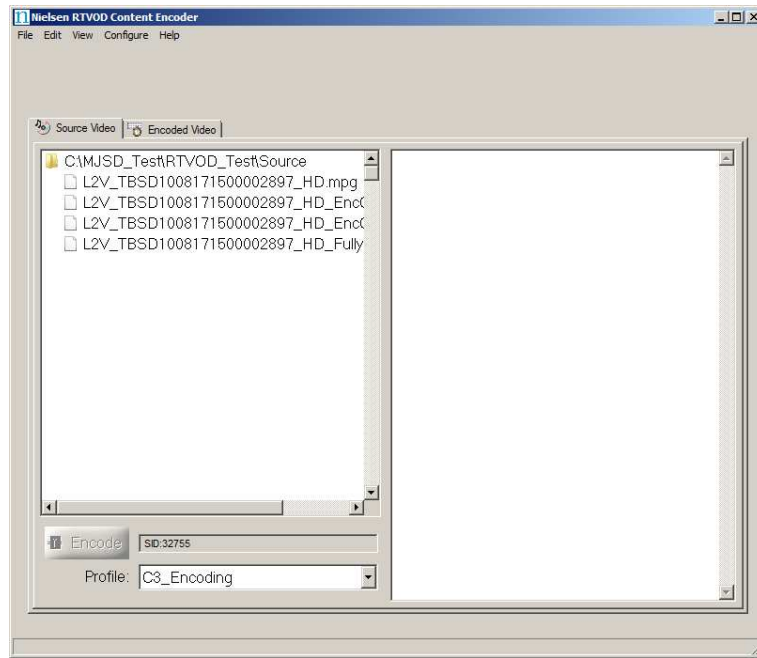 Nielsen RTVOD Content Encoder
File Edit View Configure Help
Source Video Encoded Video
C:\MJSD_Test\RTVOD_Test\Source
L2V_TBSD1008171500002897_HD.mpg
L2V_TBSD1008171500002897_HD_Enc
L2V_TBSD1008171500002897_HD_Enc
L2V_TBSD1008171500002897_HD_Fully
Encode SID:32755
Profile: C3_Encoding